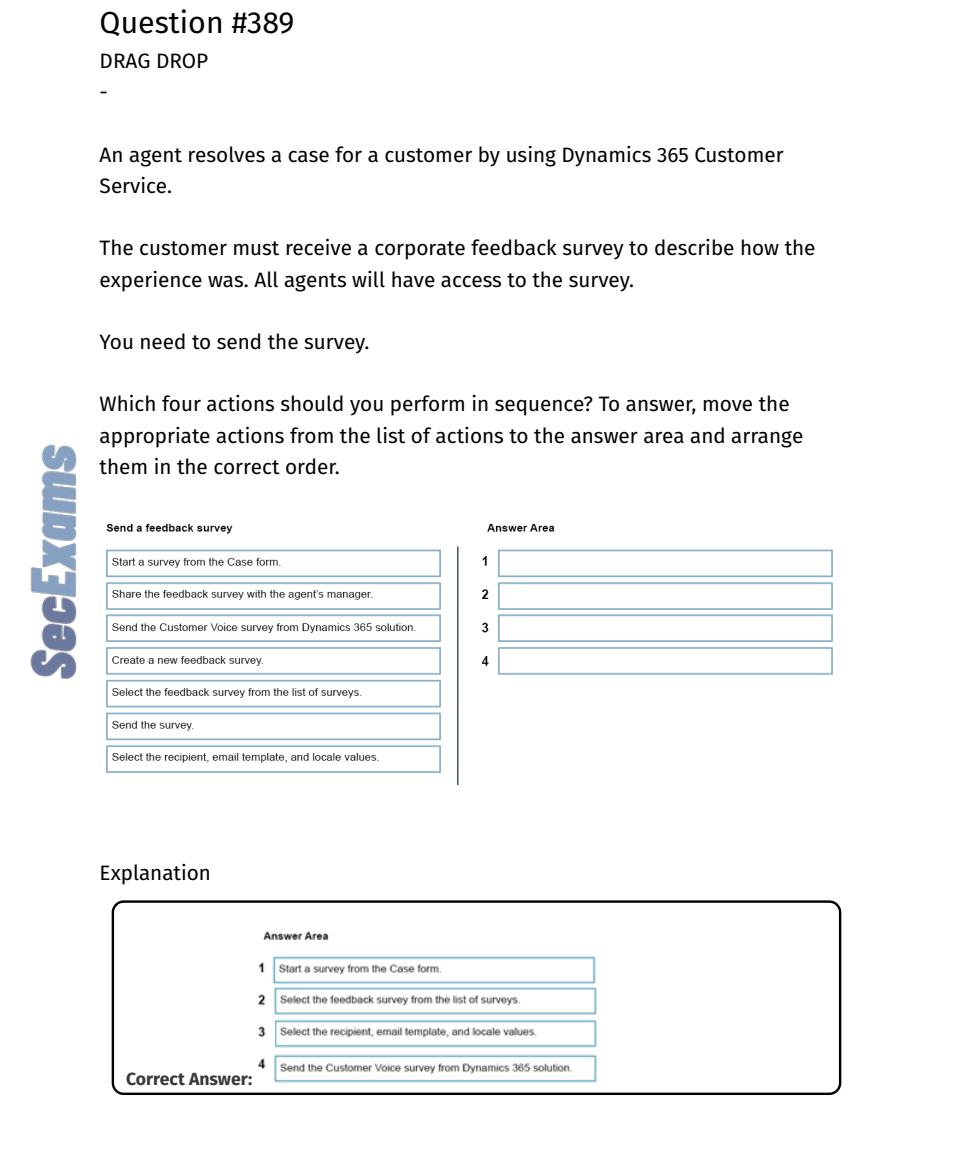 Question #389
DRAG DROP
-
An agent resolves a case for a customer by using Dynamics 365 Customer
Service.
The customer must receive a corporate feedback survey to describe how the
experience was. All agents will have access to the survey.
You need to send the survey.
Which four actions should you perform in sequence? To answer, move the
appropriate actions from the list of actions to the answer area and arrange
them in the correct order.
SecExams
Send a feedback survey
Start a survey from the Case form.
Share the feedback survey with the agent's manager.
Send the Customer Voice survey from Dynamics 365 solution.
Create a new feedback survey.
Select the feedback survey from the list of surveys.
Send the survey.
Select the recipient, email template, and locale values.
Answer Area
1
2
3
4
Explanation
Answer Area
1 Start a survey from the Case form.
2 Select the feedback survey from the list of surveys.
3 Select the recipient, email template, and locale values.
4 Send the Customer Voice survey from Dynamics 365 solution.
Correct Answer: